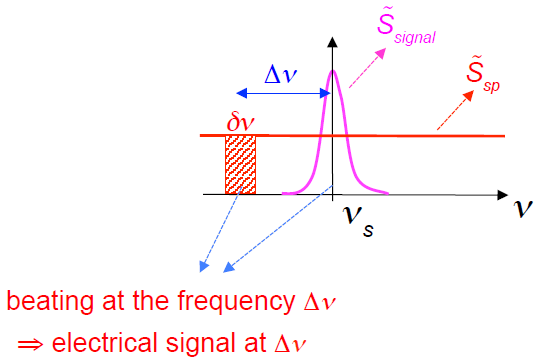 S̃signal
S̃sp
Δν
δν
νs
ν
beating at the frequency Δν
⇒ electrical signal at Δν